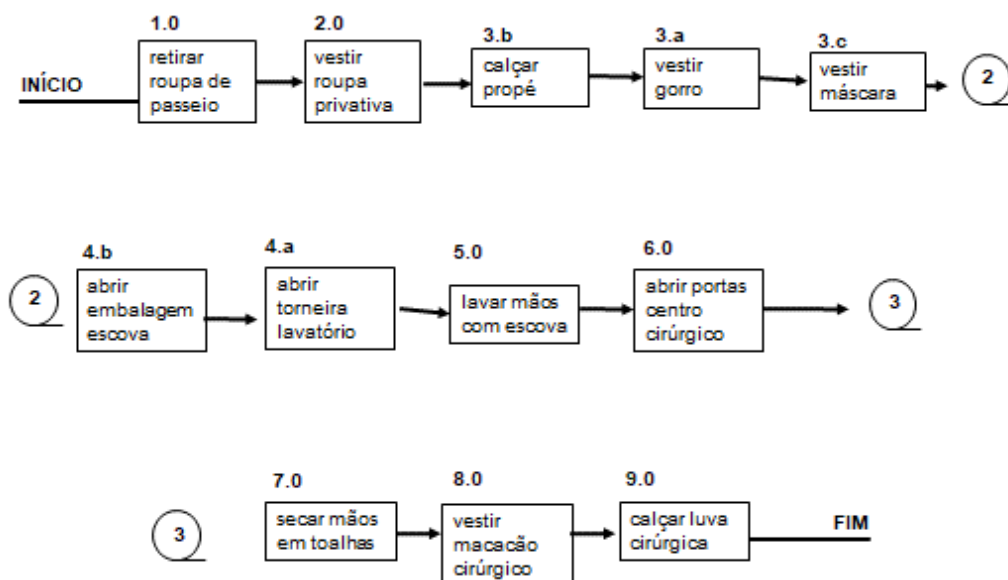 1.0
2.0
3.b
3.a
3.c
INÍCIO
retirar
roupa de
passeio
vestir
roupa
privativa
calçar
propé
vestir
gorro
vestir
máscara
2
2
4.b
4.a
5.0
6.0
abrir
embalagem
escova
abrir
torneira
lavatório
lavar mãos
com escova
abrir portas
centro
cirúrgico
3
3
7.0
8.0
9.0
secar mãos
em toalhas
vestir
macacão
cirúrgico
calçar luva
cirúrgica
FIM